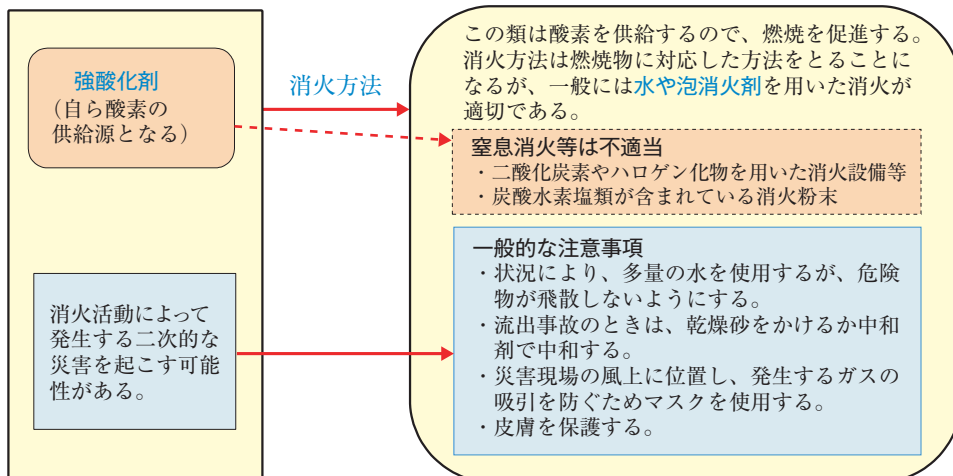 強酸化剤
（自ら酸素の
供給源となる）
消火方法
この類は酸素を供給するので、燃焼を促進する。
消火方法は燃焼物に対応した方法をとることに
なるが、一般には水や泡消火剤を用いた消火が
適切である。
窒息消火等は不適当
・二酸化炭素やハロゲン化物を用いた消火設備等
・炭酸水素塩類が含まれている消火粉末
消火活動によって
発生する二次的な
災害を起こす可能
性がある。
一般的な注意事項
・状況により、多量の水を使用するが、危険
物が飛散しないようにする。
・流出事故のときは、乾燥砂をかけるか中和
剤で中和する。
・災害現場の風上に位置し、発生するガスの
吸引を防ぐためマスクを使用する。
・皮膚を保護する。